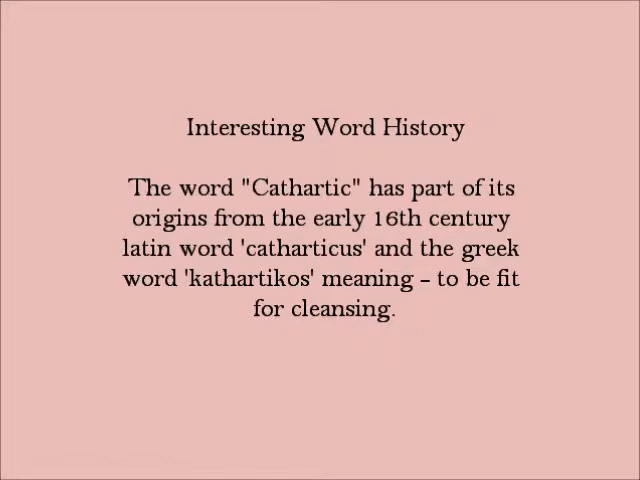 Interesting Word History
The word "Cathartic" has part of its
origins from the early 16th century
latin word 'catharticus' and the greek
word 'kathartikos' meaning – to be fit
for cleansing.